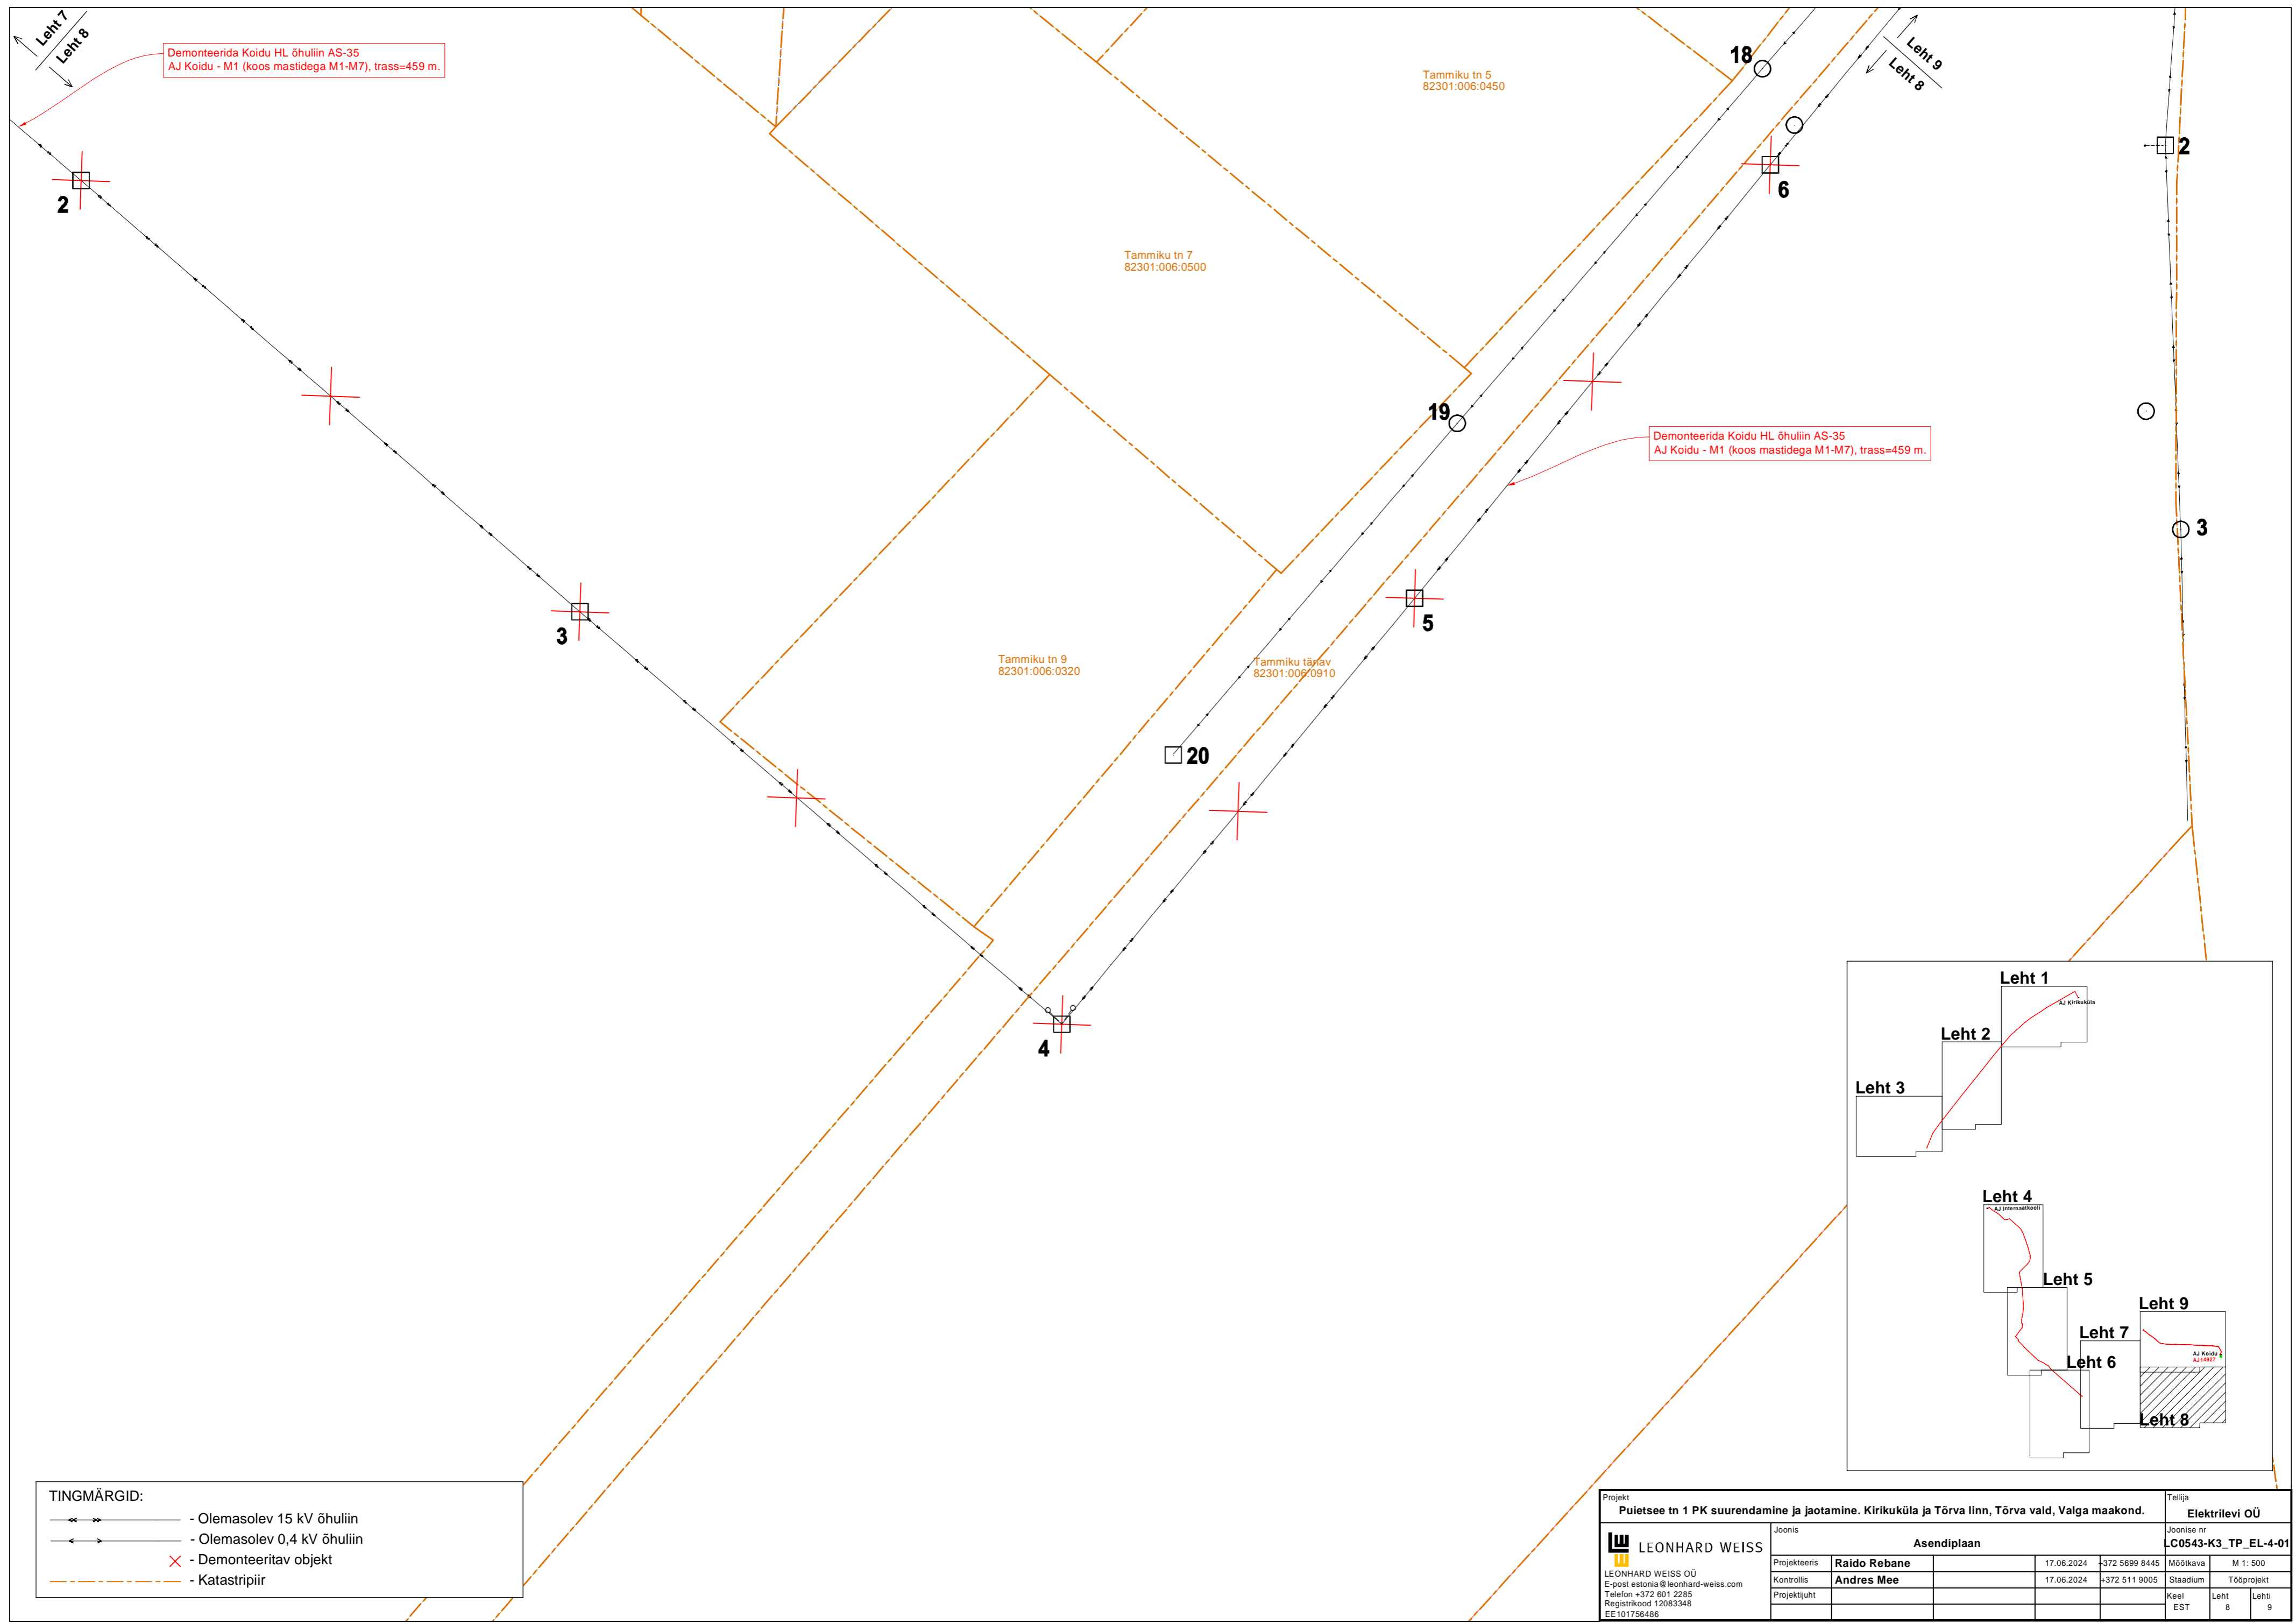 Leht 7
Leht 8
Demonteerida Koidu HL õhuliin AS-35
AJ Koidu - M1 (koos mastidega M1-M7), trass=459 m.
2
3
4
5
6
18
19
20
Leht 9
Leht 8
2
3
Tammiku tn 5
82301:006:0450
Tammiku tn 7
82301:006:0500
Tammiku tn 9
82301:006:0320
Tammiku tänav
82301:006:0910
Demonteerida Koidu HL õhuliin AS-35
AJ Koidu - M1 (koos mastidega M1-M7), trass=459 m.
Leht 1
AJ Kirikuküla
Leht 2
Leht 3
Leht 4
AJ Internaatkooli
Leht 5
Leht 9
Leht 7
AJ Koidu
AJ14927
Leht 6
Leht 8
TINGMÄRGID:
- Olemasolev 15 kV õhuliin
- Olemasolev 0,4 kV õhuliin
- Demonteeritav objekt
- Katastripiir
Projekt
Puietsee tn 1 PK suurendamine ja jaotamine. Kirikuküla ja Tõrva linn, Tõrva vald, Valga maakond.
Tellija
Elektrilevi OÜ
LEONHARD WEISS
LEONHARD WEISS OÜ
E-post estonia@leonhard-weiss.com
Telefon +372 601 2285
Registrikood 12083348
EE101756486
Joonis
Asendiplaan
Joonise nr
LC0543-K3_TP_EL-4-01
Projekteeris Raido Rebane 17.06.2024 +372 5699 8445 Mõõtkava M 1: 500
Kontrollis Andres Mee 17.06.2024 +372 511 9005 Staadium Tööprojekt
Projektijuht
Keel Leht Lehti
EST 8 9